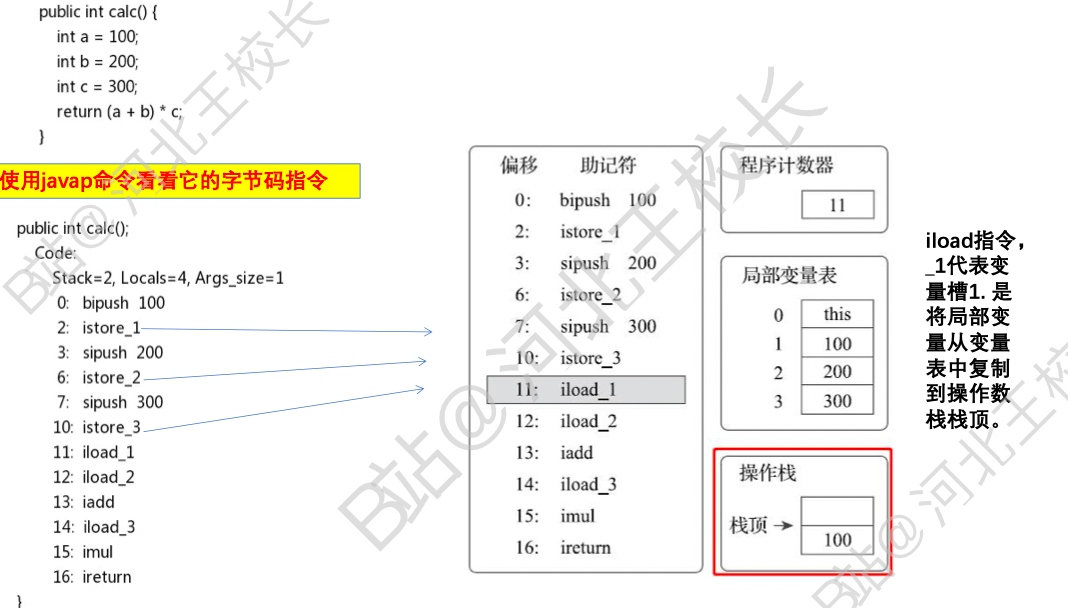 public int calc() {
int a = 100;
int b = 200;
int c = 300;
return (a + b) * c;
}
使用javap命令看看它的字节码指令
public int calc();
Code:
Stack=2, Locals=4, Args_size=1
0: bipush 100
2: istore_1
3: sipush 200
6: istore_2
7: sipush 300
10: istore_3
11: iload_1
12: iload_2
13: iadd
14: iload_3
15: imul
16: ireturn
}
偏移 助记符
0: bipush 100
2: istore_1
3: sipush 200
6: istore_2
7: sipush 300
10: istore_3
11: iload_1
12: iload_2
13: iadd
14: iload_3
15: imul
16: ireturn
程序计数器
11
局部变量表
0 this
1 100
2 200
3 300
操作栈
栈顶
100
iload指令，
_1代表变
量槽1. 是
将局部变
量从变量
表中复制
到操作数
栈栈顶。
B站@河北王校长
B站@河北王校长
B站@河北王校